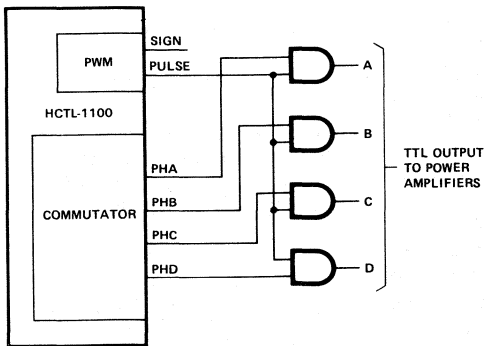 SIGN
PWM
PULSE
A
HCTL-1100
B
PHA
TTL OUTPUT
TO POWER
AMPLIFIERS
PHB
C
COMMUTATOR
PHC
PHD
D